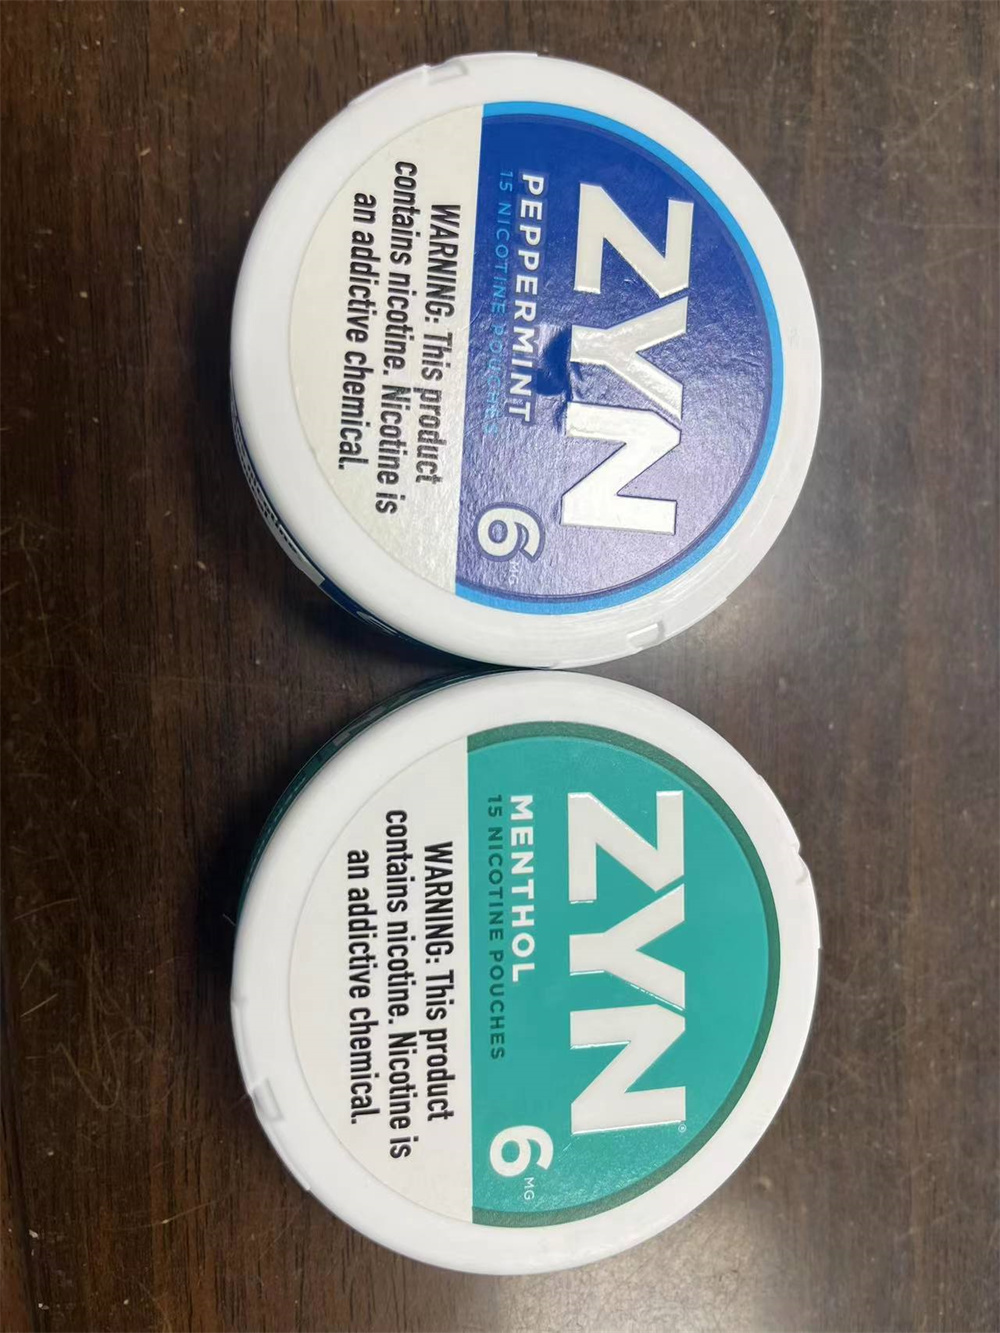 ZYN
PEPPERMINT
15 NICOTINE POUCHES
6 MG
WARNING: This product
contains nicotine. Nicotine is
an addictive chemical.
ZYN®
MENTHOL
15 NICOTINE POUCHES
6 MG
WARNING: This product
contains nicotine. Nicotine is
an addictive chemical.